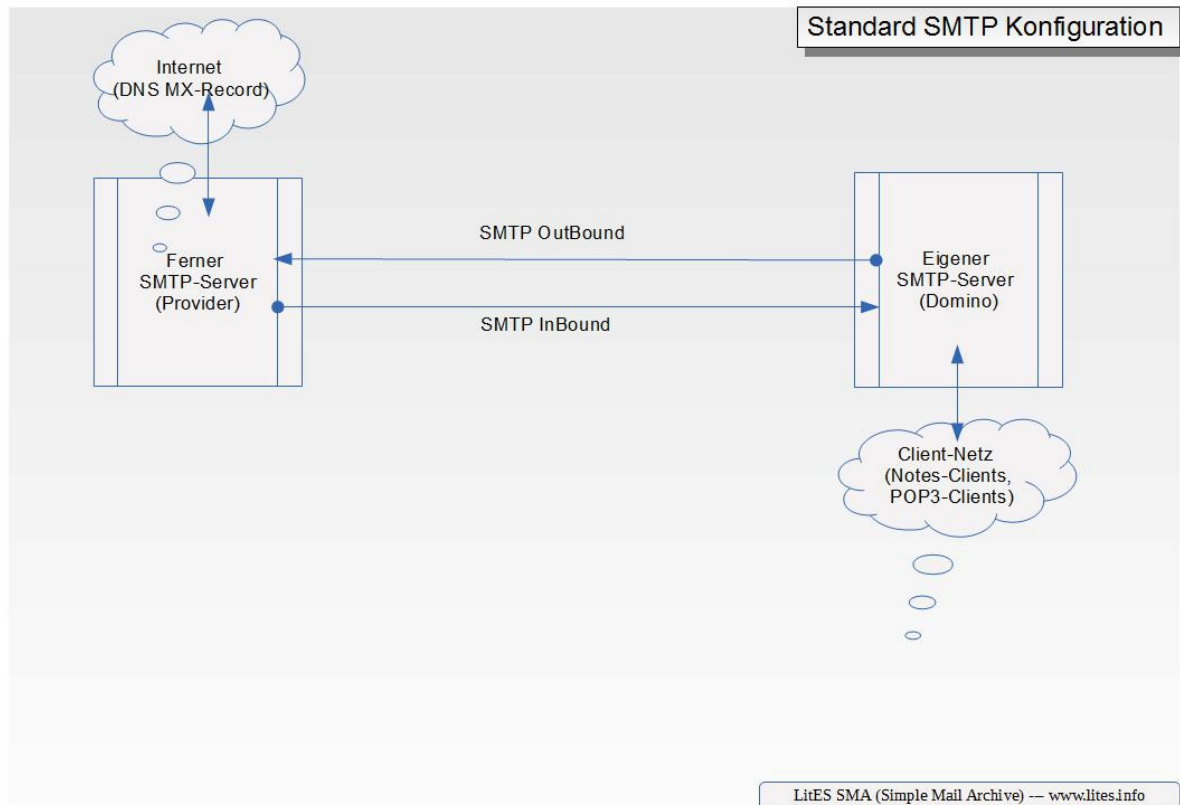 Standard SMTP Konfiguration
Internet
(DNS MX-Record)
SMTP OutBound
Ferner
SMTP-Server
(Provider)
Eigener
SMTP-Server
(Domino)
SMTP InBound
Client-Netz
(Notes-Clients,
POP3-Clients)
LitES SMA (Simple Mail Archive) --- www.lites.info